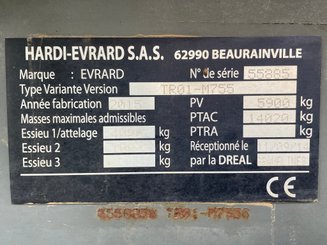 HARDI-EVRARD S.A.S. 62990 BEAURAINVILLE
Marque : EVRARD N° de série 55885
Type Variante Version TR01-M755
Année fabrication 2015 PV 5900 kg
Masses maximales admissibles PTAC 14020 kg
Essieu 1/attelage kg PTRA kg
Essieu 2 kg Réceptionné le
Essieu 3 kg par la DREAL
CE